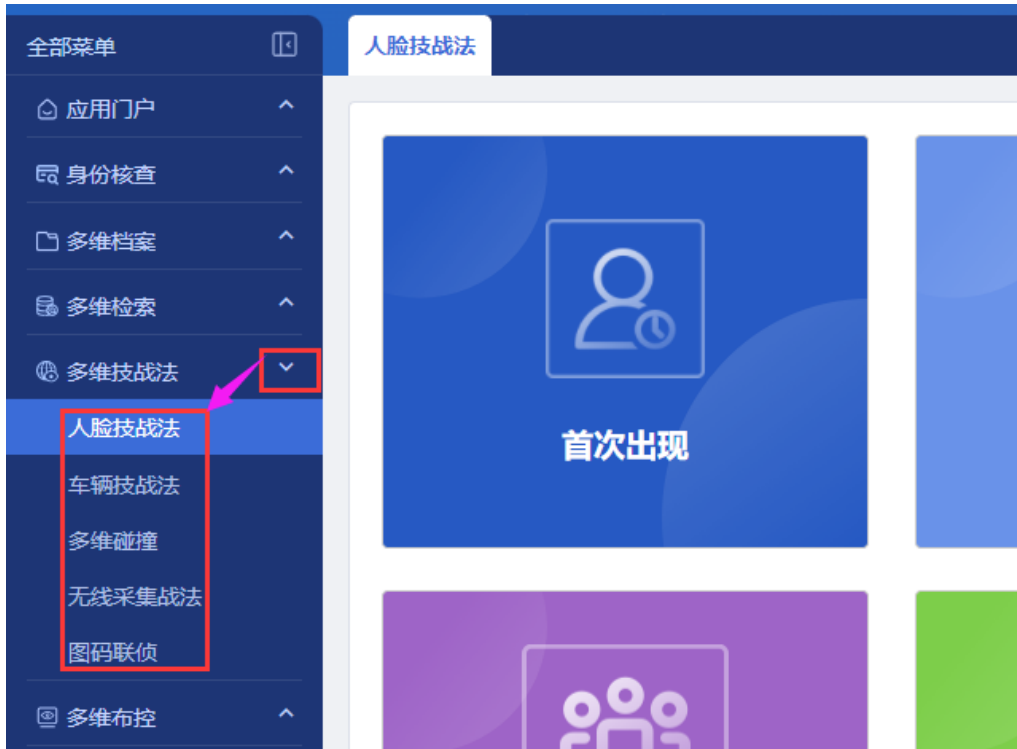 全部菜单
人脸技战法
应用门户
身份核查
多维档案
多维检索
多维技战法
人脸技战法
车辆技战法
多维碰撞
无线采集战法
图码联侦
多维布控
首次出现